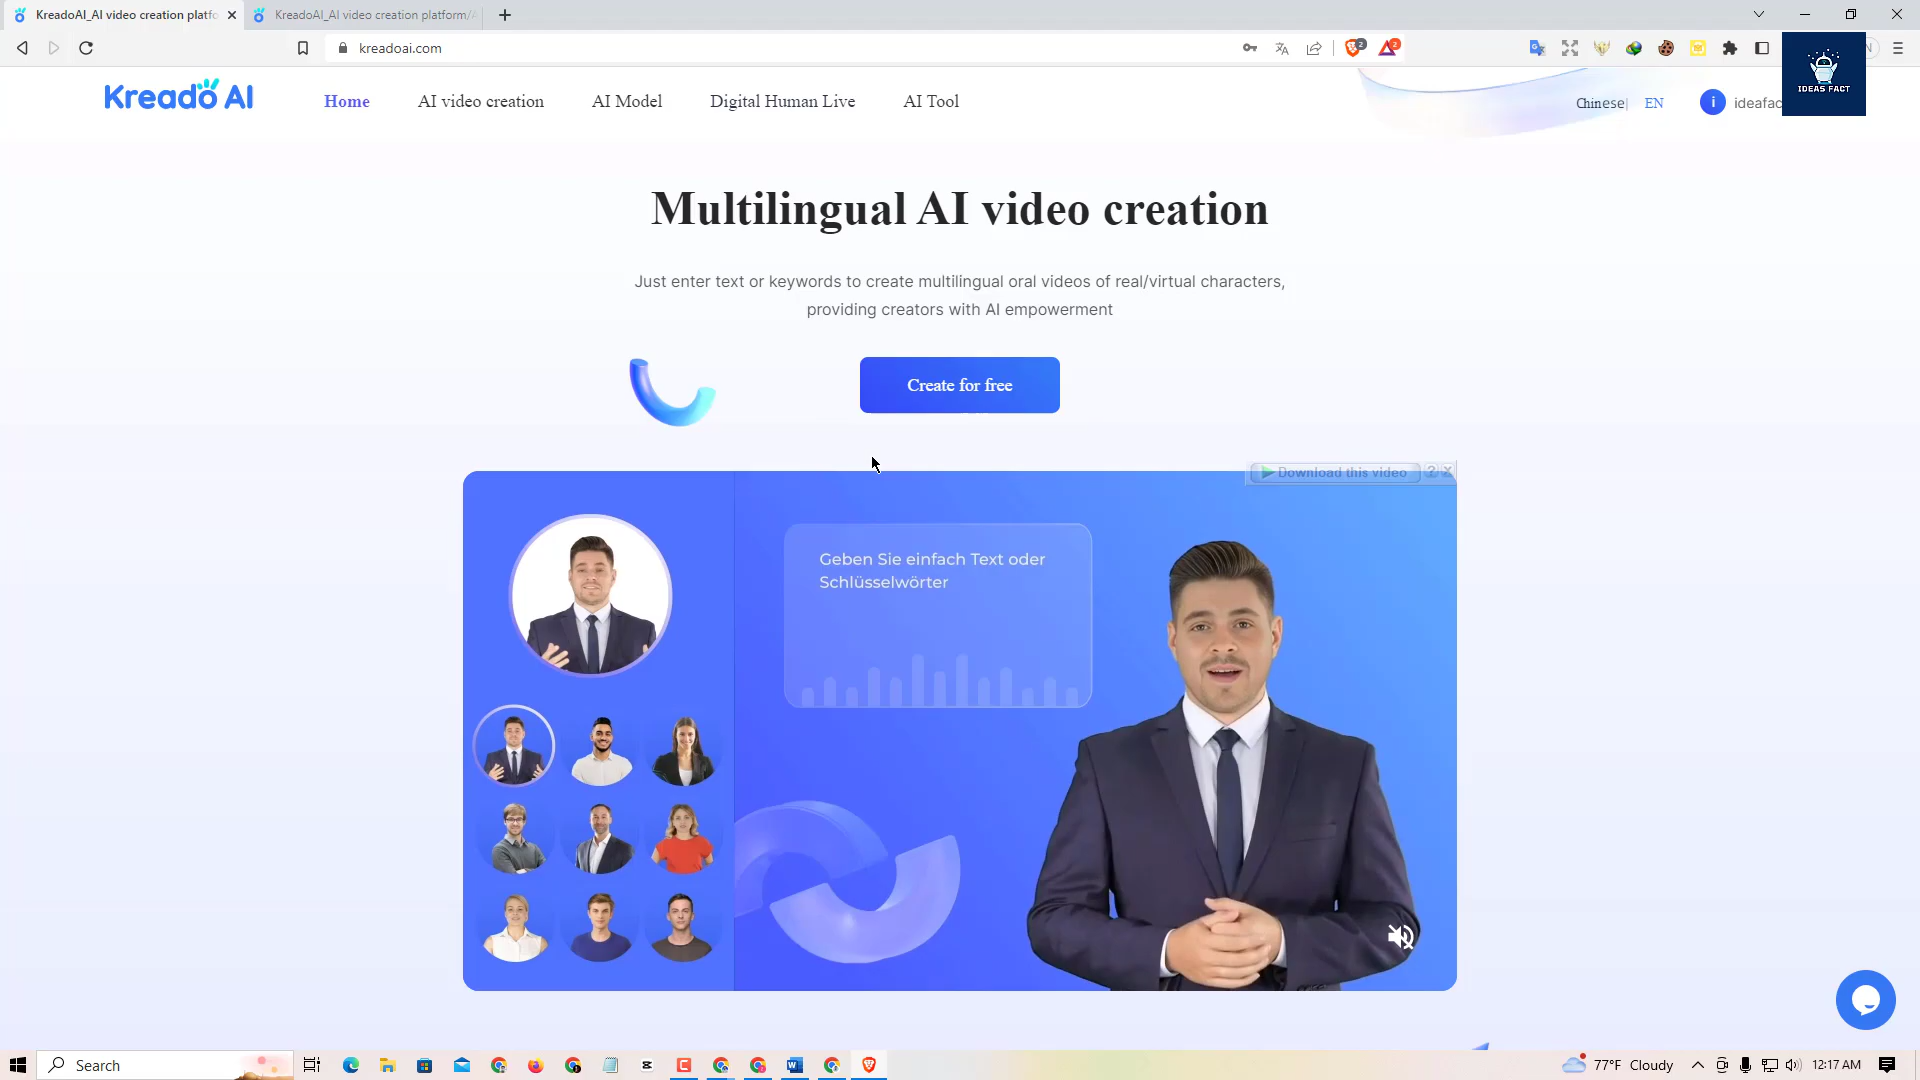 KreadoAI_AI video creation platfo
KreadoAI_AI video creation platform/A
kreadoai.com
2
2
N
IDEAS FACT
Kreado AI
Home
AI video creation
AI Model
Digital Human Live
AI Tool
Chinese|
EN
i
ideafac
Multilingual AI video creation
Just enter text or keywords to create multilingual oral videos of real/virtual characters,
providing creators with AI empowerment
Create for free
Download this video
?
Geben Sie einfach Text oder
Schlüsselwörter
Search
77°F Cloudy
12:17 AM